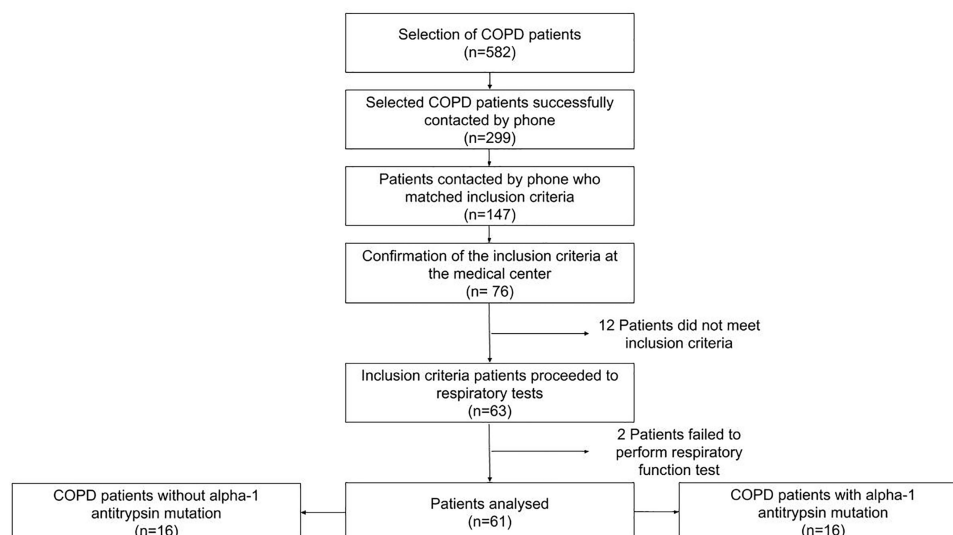 Selection of COPD patients
(n=582)
Selected COPD patients successfully
contacted by phone
(n=299)
Patients contacted by phone who
matched inclusion criteria
(n=147)
Confirmation of the inclusion criteria at
the medical center
(n= 76)
12 Patients did not meet
inclusion criteria
Inclusion criteria patients proceeded to
respiratory tests
(n=63)
2 Patients failed to
perform respiratory
function test
COPD patients without alpha-1
antitrypsin mutation
(n=16)
Patients analysed
(n=61)
COPD patients with alpha-1
antitrypsin mutation
(n=16)